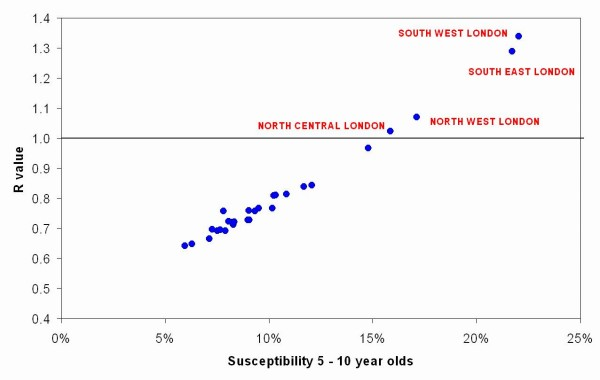 1.4
SOUTH WEST LONDON
1.3
SOUTH EAST LONDON
1.2
1.1
NORTH CENTRAL LONDON
NORTH WEST LONDON
1.0
R value
0.9
0.8
0.7
0.6
0.5
0.4
0% 5% 10% 15% 20% 25%
Susceptibility 5 - 10 year olds